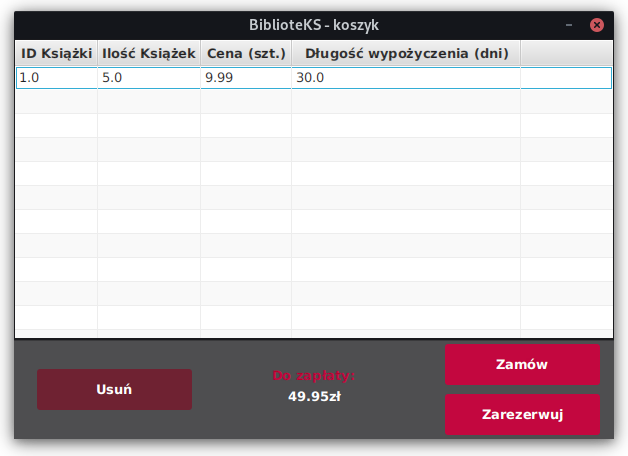 BiblioteKS - koszyk
ID Książki Ilość Książek Cena (szt.) Długość wypożyczenia (dni)
1.0 5.0 9.99 30.0
Usuń
Do zapłaty:
49.95zł
Zamów
Zarezerwuj